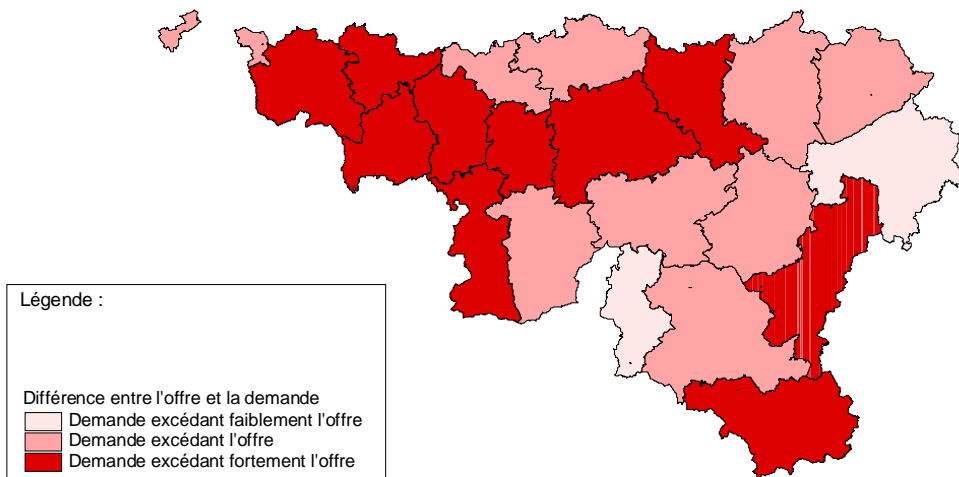 Légende :
Différence entre l'offre et la demande
Demande excédant faiblement l'offre
Demande excédant l'offre
Demande excédant fortement l'offre